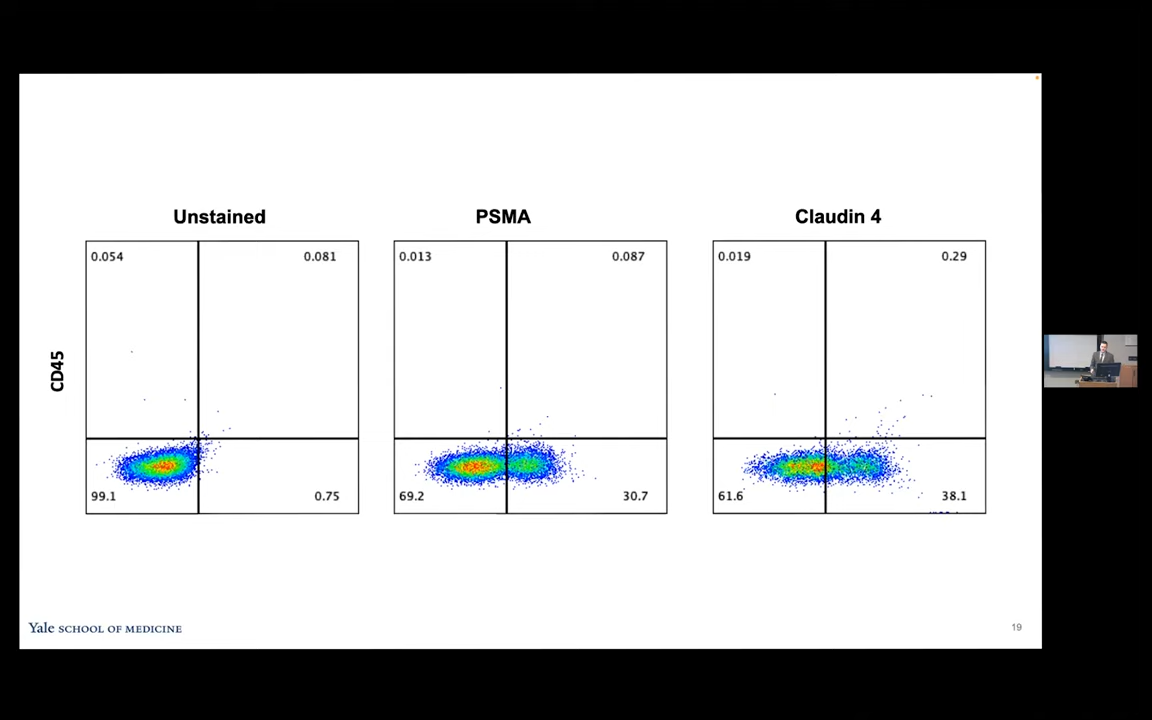 Unstained
PSMA
Claudin 4
0.054
0.081
0.013
0.087
0.019
0.29
CD45
99.1
0.75
69.2
30.7
61.6
38.1
Yale SCHOOL OF MEDICINE
19